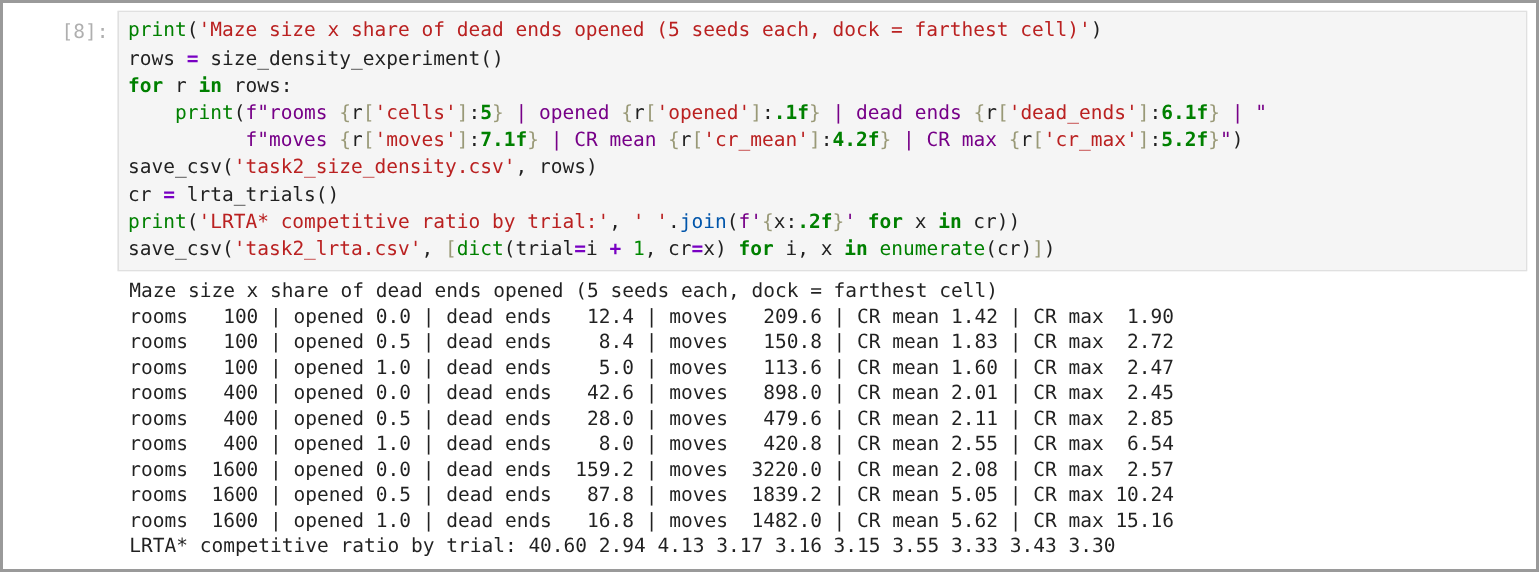 [8]:
print('Maze size x share of dead ends opened (5 seeds each, dock = farthest cell)')
rows = size_density_experiment()
for r in rows:
    print(f"rooms {r['cells']:5} | opened {r['opened']:.1f} | dead ends {r['dead_ends']:6.1f} | "
          f"moves {r['moves']:7.1f} | CR mean {r['cr_mean']:4.2f} | CR max {r['cr_max']:5.2f}")
save_csv('task2_size_density.csv', rows)
cr = lrta_trials()
print('LRTA* competitive ratio by trial:', ' '.join(f'{x:.2f}' for x in cr))
save_csv('task2_lrta.csv', [dict(trial=i + 1, cr=x) for i, x in enumerate(cr)])
Maze size x share of dead ends opened (5 seeds each, dock = farthest cell)
rooms   100 | opened 0.0 | dead ends   12.4 | moves   209.6 | CR mean 1.42 | CR max  1.90
rooms   100 | opened 0.5 | dead ends    8.4 | moves   150.8 | CR mean 1.83 | CR max  2.72
rooms   100 | opened 1.0 | dead ends    5.0 | moves   113.6 | CR mean 1.60 | CR max  2.47
rooms   400 | opened 0.0 | dead ends   42.6 | moves   898.0 | CR mean 2.01 | CR max  2.45
rooms   400 | opened 0.5 | dead ends   28.0 | moves   479.6 | CR mean 2.11 | CR max  2.85
rooms   400 | opened 1.0 | dead ends    8.0 | moves   420.8 | CR mean 2.55 | CR max  6.54
rooms  1600 | opened 0.0 | dead ends  159.2 | moves  3220.0 | CR mean 2.08 | CR max  2.57
rooms  1600 | opened 0.5 | dead ends   87.8 | moves  1839.2 | CR mean 5.05 | CR max 10.24
rooms  1600 | opened 1.0 | dead ends   16.8 | moves  1482.0 | CR mean 5.62 | CR max 15.16
LRTA* competitive ratio by trial: 40.60 2.94 4.13 3.17 3.16 3.15 3.55 3.33 3.43 3.30